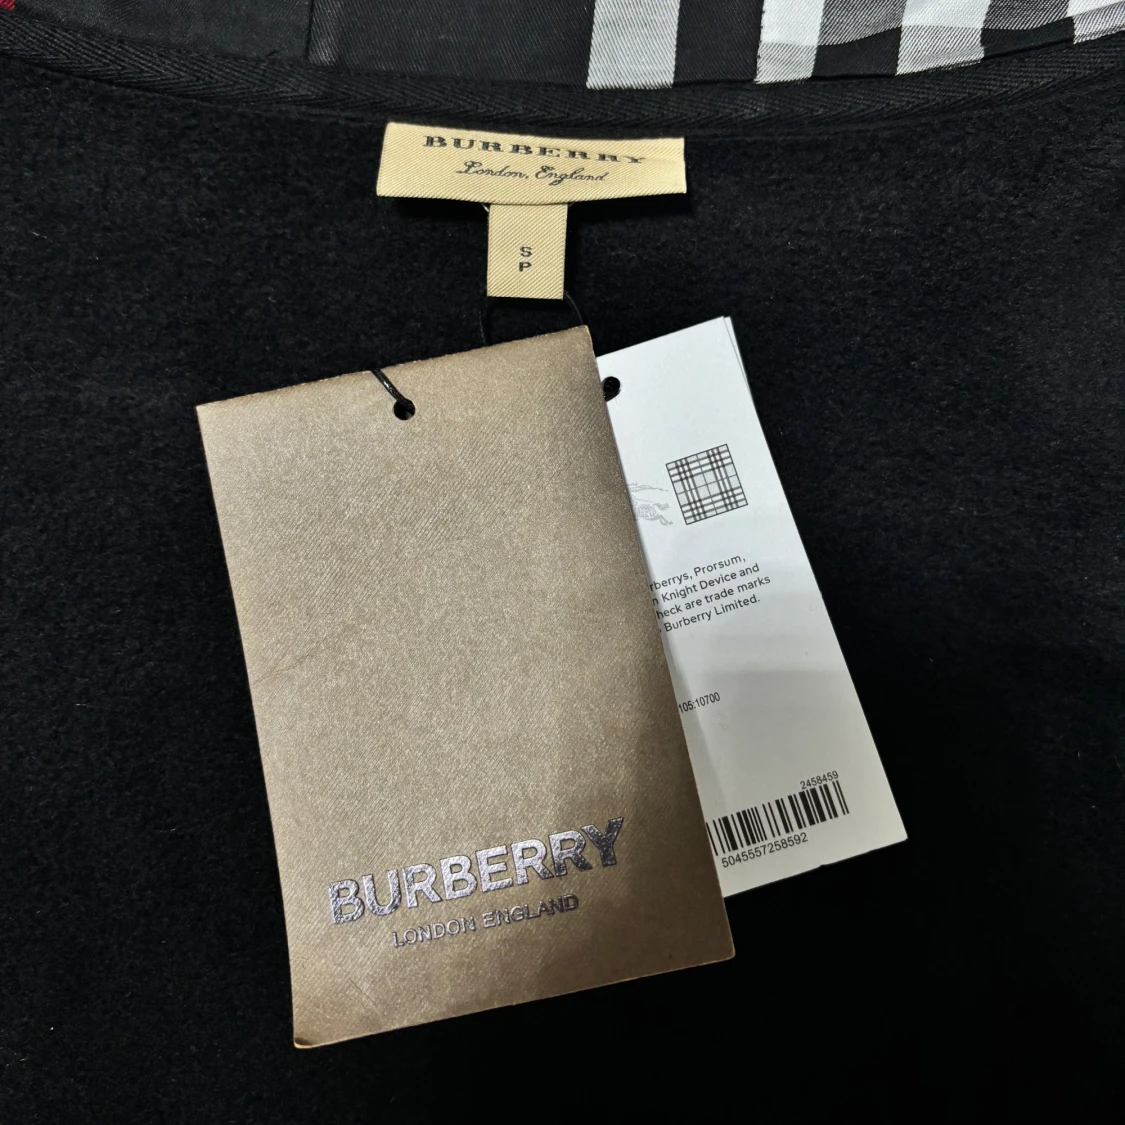 BURBERRY
London, England
S
P
rberrys, Prorsum,
n Knight Device and
heck are trade marks
, Burberry Limited.
105:10700
2458459
5045557258592
BURBERRY
LONDON ENGLAND